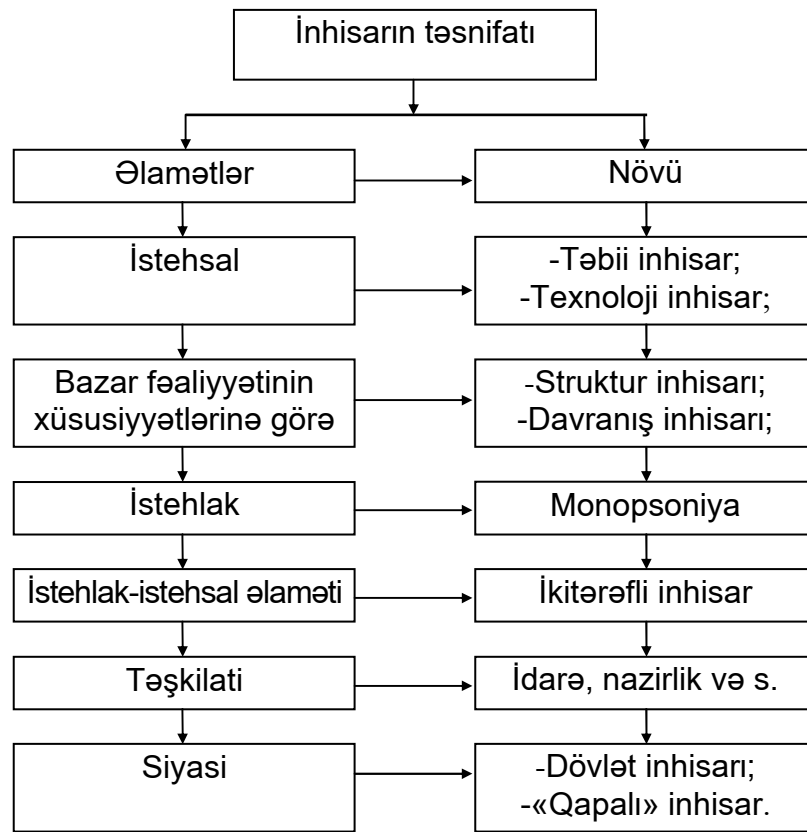 İnhisarın təsnifatı
Əlamətlər
Növü
İstehsal
-Təbii inhisar;
-Texnoloji inhisar;
Bazar fəaliyyətinin
xüsusiyyətlərinə görə
-Struktur inhisarı;
-Davranış inhisarı;
İstehlak
Monopsoniya
İstehlak-istehsal əlaməti
İkitərəfli inhisar
Təşkilati
İdarə, nazirlik və s.
Siyasi
-Dövlət inhisarı;
-«Qapalı» inhisar.